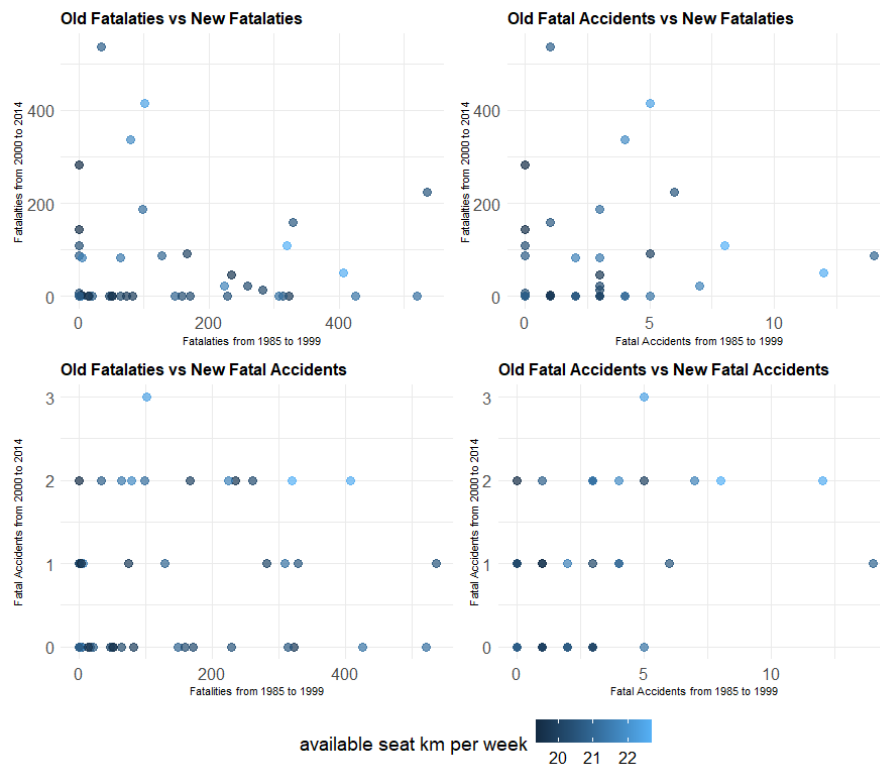 Old Fatalaties vs New Fatalaties
Old Fatal Accidents vs New Fatalities
Fatalalties from 2000 to 2014
400
200
0
0 200 400
Fatalaties from 1985 to 1999
Fatalaties from 2000 to 2014
400
200
0
0 5 10
Fatal Accidents from 1985 to 1999
Old Fatalities vs New Fatal Accidents
Old Fatal Accidents vs New Fatal Accidents
Fatal Accidents from 2000 to 2014
3
2
1
0
0 200 400
Fatalities from 1985 to 1999
Fatal Accidents from 2000 to 2014
3
2
1
0
0 5 10
Fatal Accidents from 1985 to 1999
available seat km per week
20 21 22